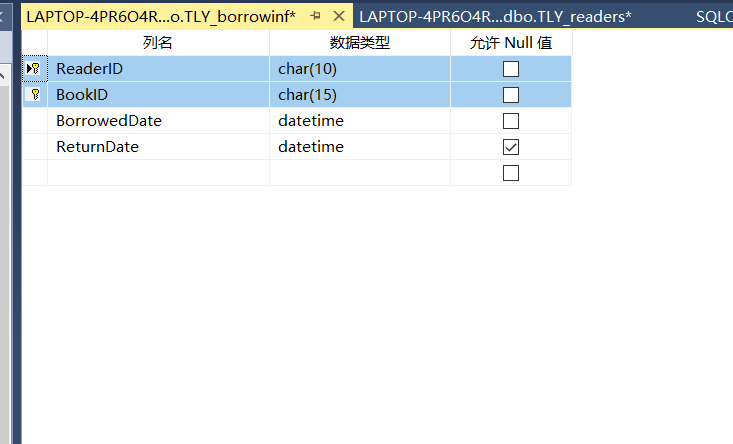 LAPTOP-4PR6O4R...o.TLY_borrowinf* LAPTOP-4PR6O4R...dbo.TLY_readers* SQLC
列名 数据类型 允许 Null 值
ReaderID char(10)
BookID char(15)
BorrowedDate datetime
ReturnDate datetime